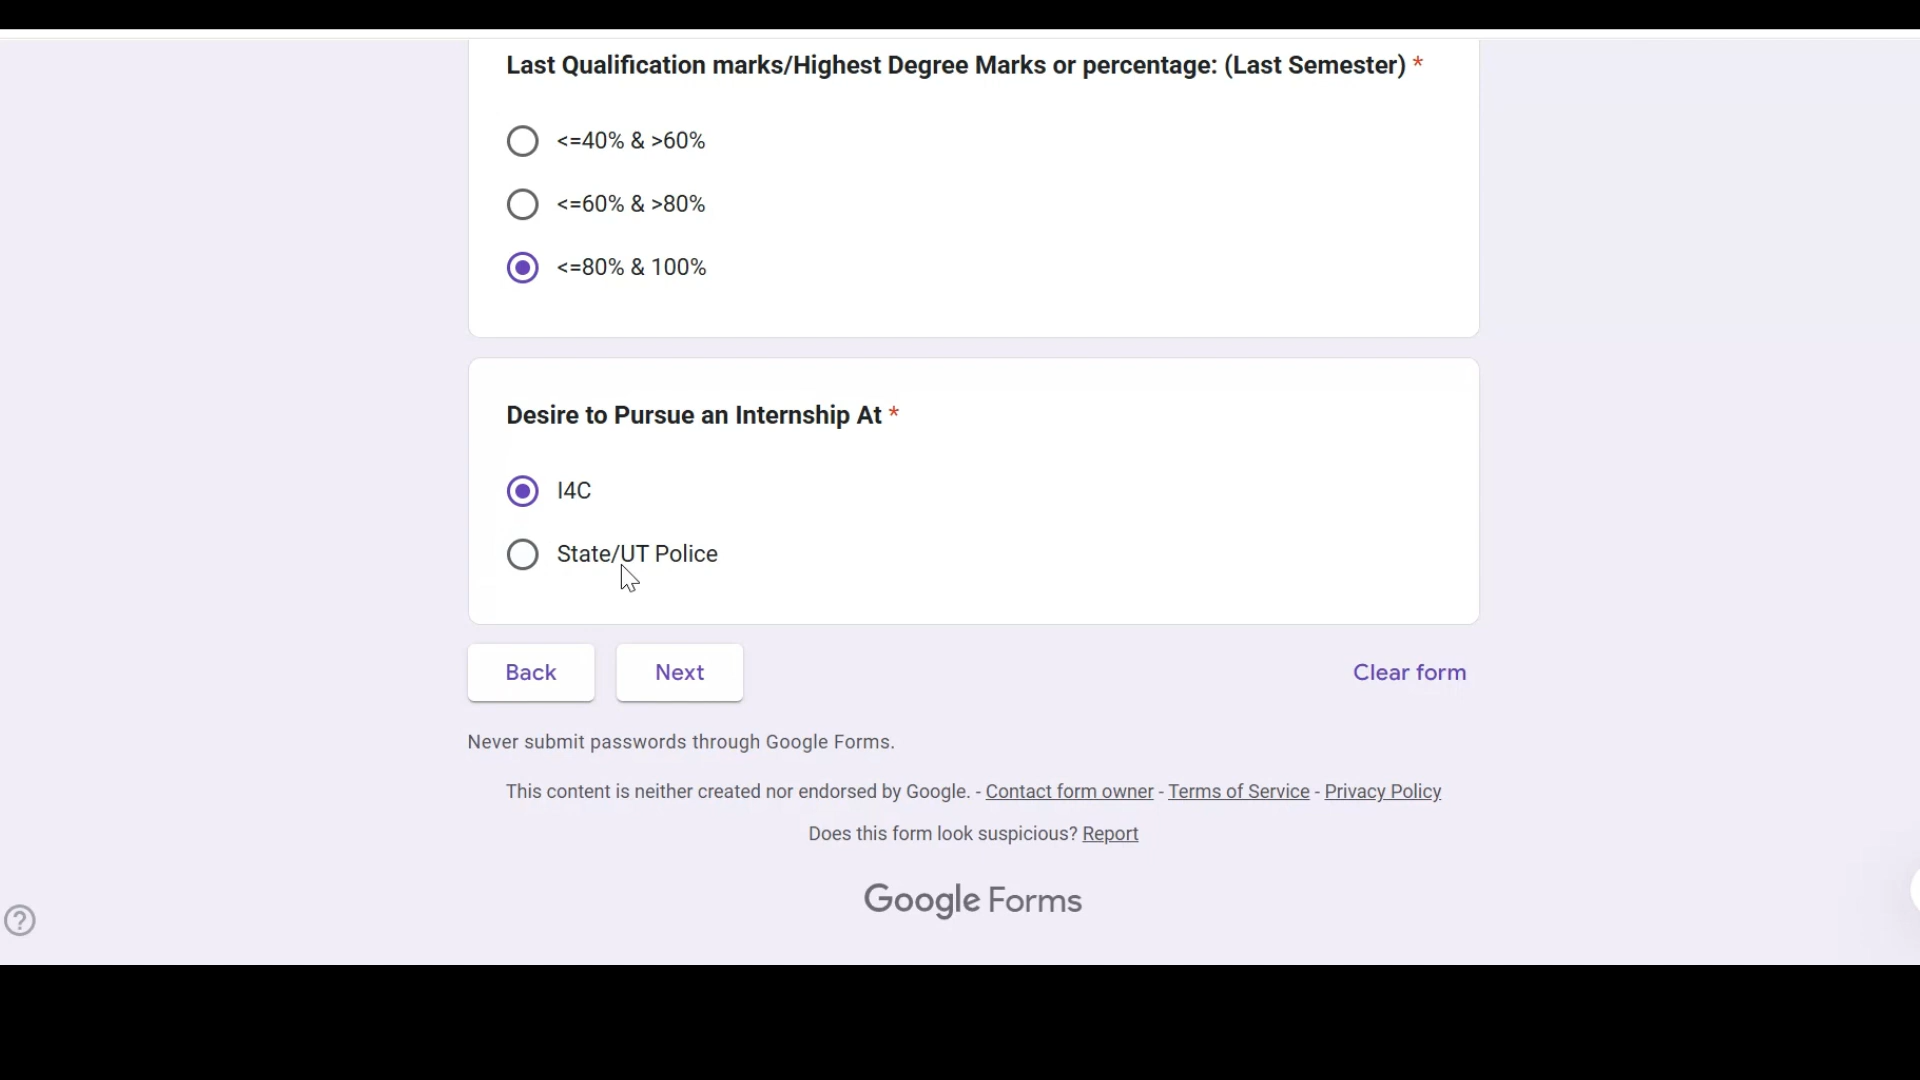 Last Qualification marks/Highest Degree Marks or percentage: (Last Semester) *
<=40% & >60%
<=60% & >80%
<=80% & 100%
Desire to Pursue an Internship At *
I4C
State/UT Police
Back
Next
Clear form
Never submit passwords through Google Forms.
This content is neither created nor endorsed by Google. - Contact form owner - Terms of Service - Privacy Policy
Does this form look suspicious? Report
Google Forms